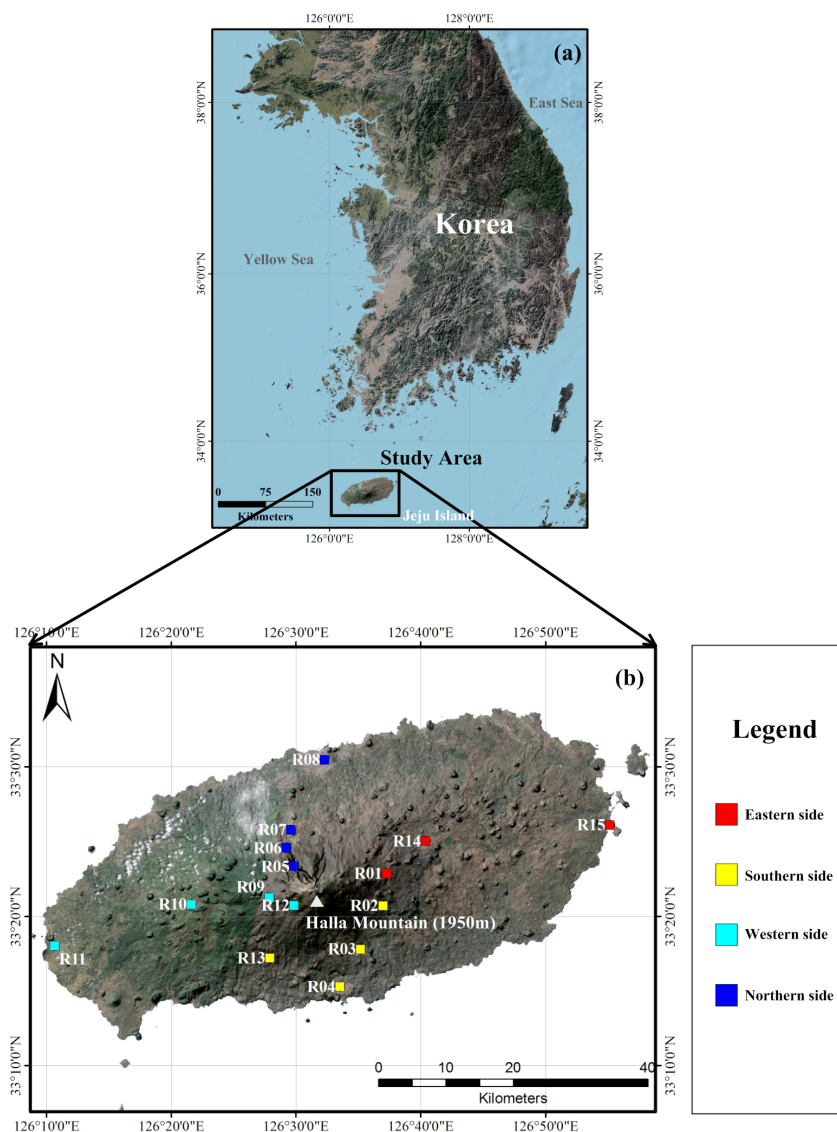 126°0'0"E
128°0'0"E
(a)
38°0'0"N
38°0'0"N
East Sea
Korea
Yellow Sea
36°0'0"N
36°0'0"N
34°0'0"N
34°0'0"N
Study Area
0 75 150
Kilometers
Jeju Island
126°0'0"E
128°0'0"E
126°10'0"E
126°20'0"E
126°30'0"E
126°40'0"E
126°50'0"E
N
(b)
33°30'0"N
33°30'0"N
R08
R07
R06
R05
R14
R15
R01
R09
R10
R12
R02
Halla Mountain (1950m)
33°20'0"N
33°20'0"N
R11
R13
R03
R04
33°10'0"N
33°10'0"N
0 10 20 40
Kilometers
126°10'0"E
126°20'0"E
126°30'0"E
126°40'0"E
126°50'0"E
Legend
Eastern side
Southern side
Western side
Northern side